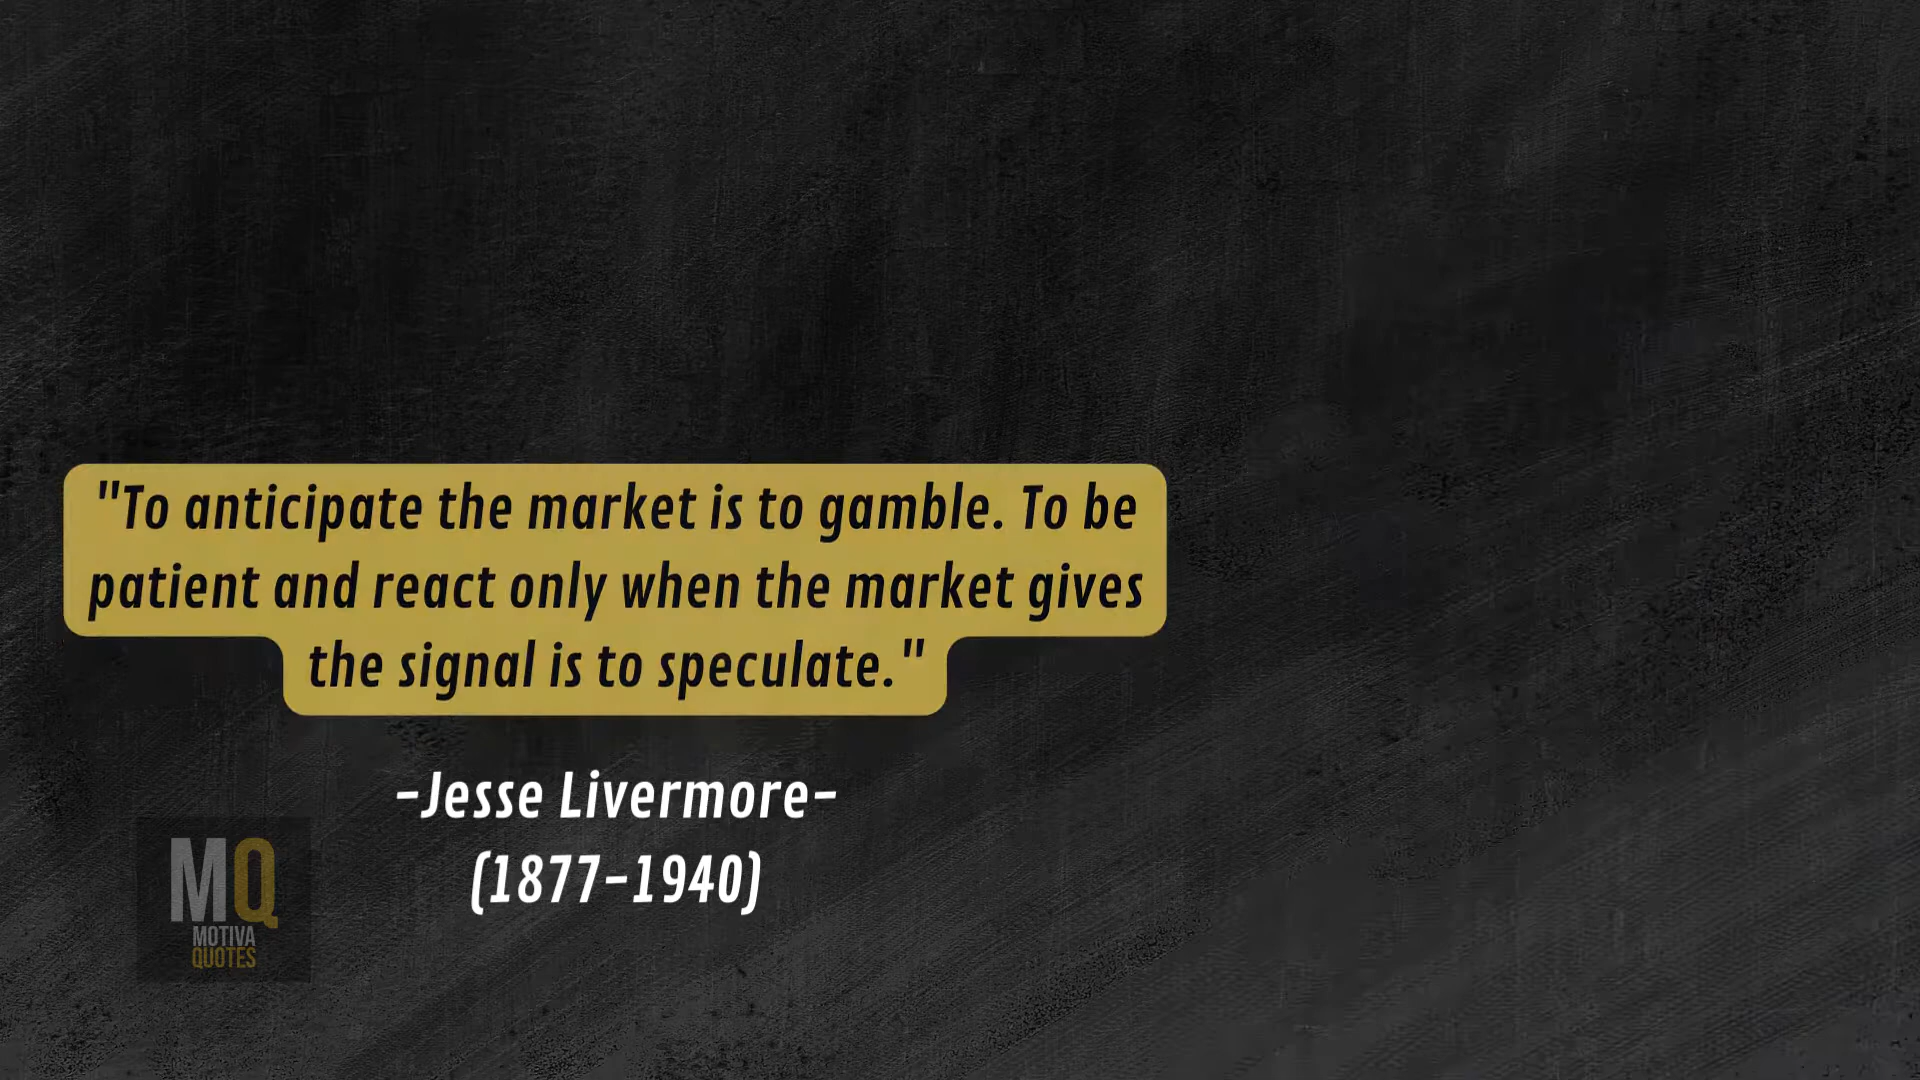 "To anticipate the market is to gamble. To be
patient and react only when the market gives
the signal is to speculate."
-Jesse Livermore-
(1877-1940)
MQ
MOTIVA
QUOTES